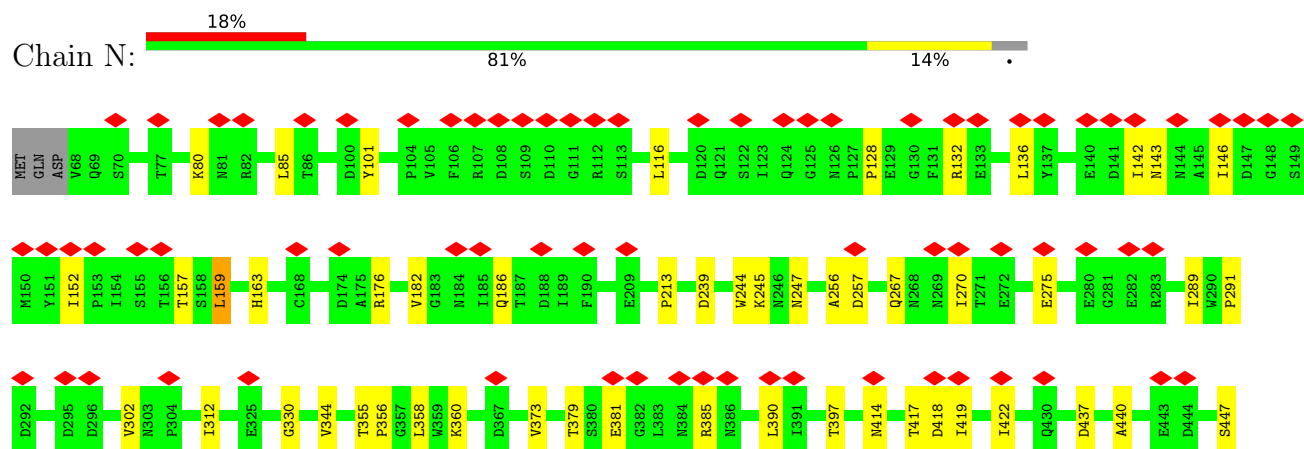 18%
Chain N:
81% 14% •
MET GLN ASP V68 Q69 S70 T77 K80 N81 R82 L85 T86 D100 Y101 P104 V105 F106 R107 D108 S109 D110 G111 R112 S113 L116 D120 Q121 S122 I123 Q124 G125 N126 P127 P128 E129 G130 F131 R132 E133 L136 Y137 E140 D141 I142 N143 N144 A145 I146 D147 G148 S149
M150 Y151 I152 P153 I154 S155 T156 T157 S158 L159 H163 C168 D174 A175 R176 V182 G183 N184 I185 Q186 T187 D188 I189 F190 E209 P213 D239 W244 K245 N246 N247 A256 D257 Q267 N268 N269 I270 T271 E272 E275 E280 G281 E282 R283 I289 W290 P291
D292 D295 D296 V302 N303 P304 I312 E325 G330 V344 T355 P356 G357 L358 W359 K360 D367 V373 T379 S380 E381 G382 L383 N384 R385 N386 L390 I391 T397 N414 T417 D418 I419 I422 Q430 D437 A440 E443 D444 S447